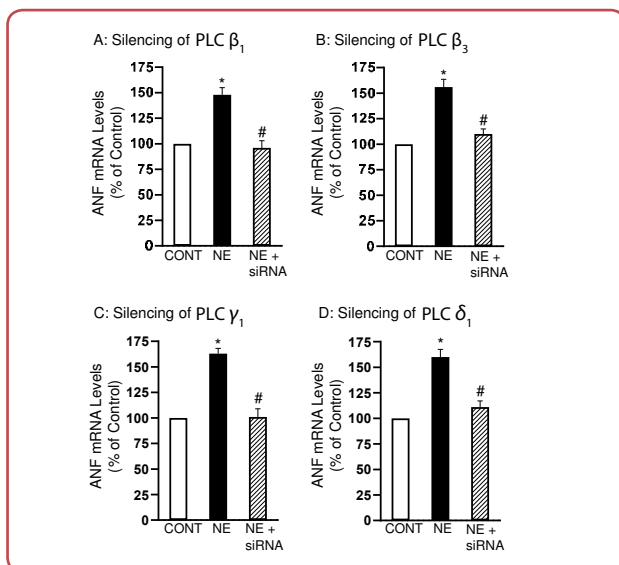 A: Silencing of PLC β1
ANF mRNA Levels
(% of Control)
175
150
125
100
75
50
25
0
*
#
CONT NE NE +
siRNA
B: Silencing of PLC β3
ANF mRNA Levels
(% of Control)
175
150
125
100
75
50
25
0
*
#
CONT NE NE +
siRNA
C: Silencing of PLC γ1
ANF mRNA Levels
(% of Control)
175
150
125
100
75
50
25
0
*
#
CONT NE NE +
siRNA
D: Silencing of PLC δ1
ANF mRNA Levels
(% of Control)
175
150
125
100
75
50
25
0
*
#
CONT NE NE +
siRNA